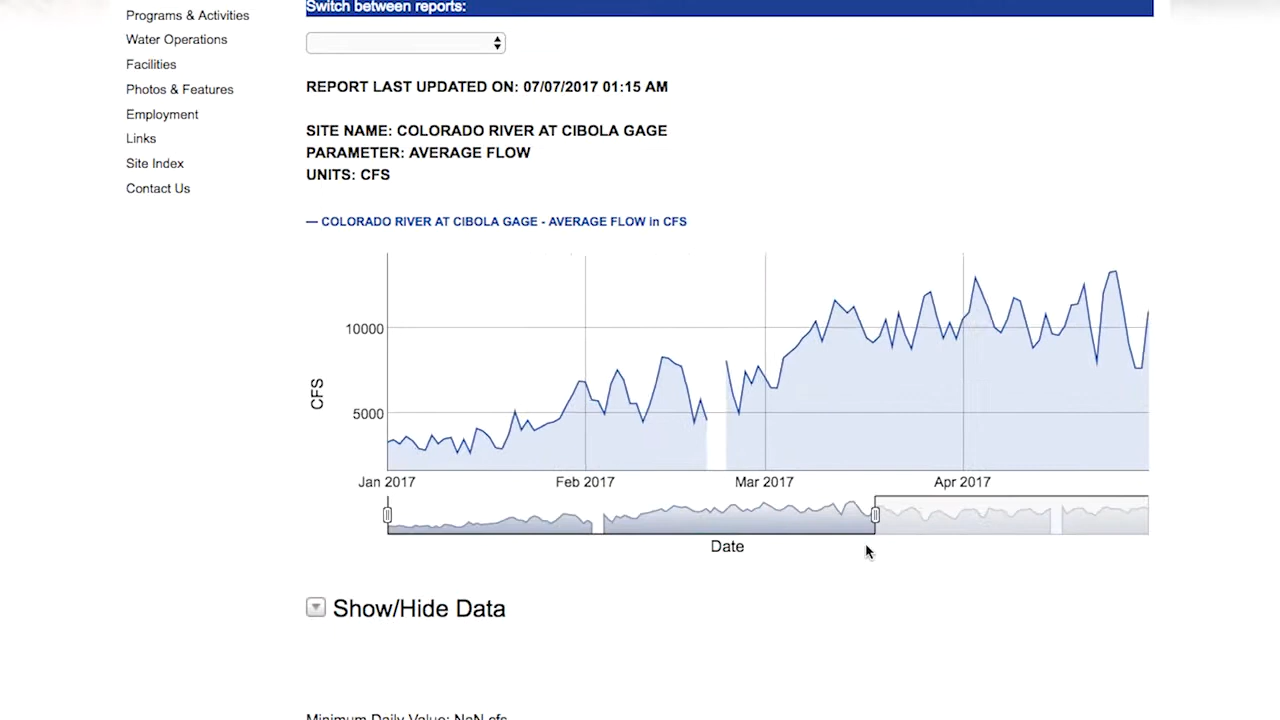 Programs & Activities
Water Operations
Facilities
Photos & Features
Employment
Links
Site Index
Contact Us
Switch between reports:
REPORT LAST UPDATED ON: 07/07/2017 01:15 AM
SITE NAME: COLORADO RIVER AT CIBOLA GAGE
PARAMETER: AVERAGE FLOW
UNITS: CFS
— COLORADO RIVER AT CIBOLA GAGE - AVERAGE FLOW in CFS
10000
CFS
5000
Jan 2017 Feb 2017 Mar 2017 Apr 2017
Date
Show/Hide Data
Minimum Daily Value: NaN cfs